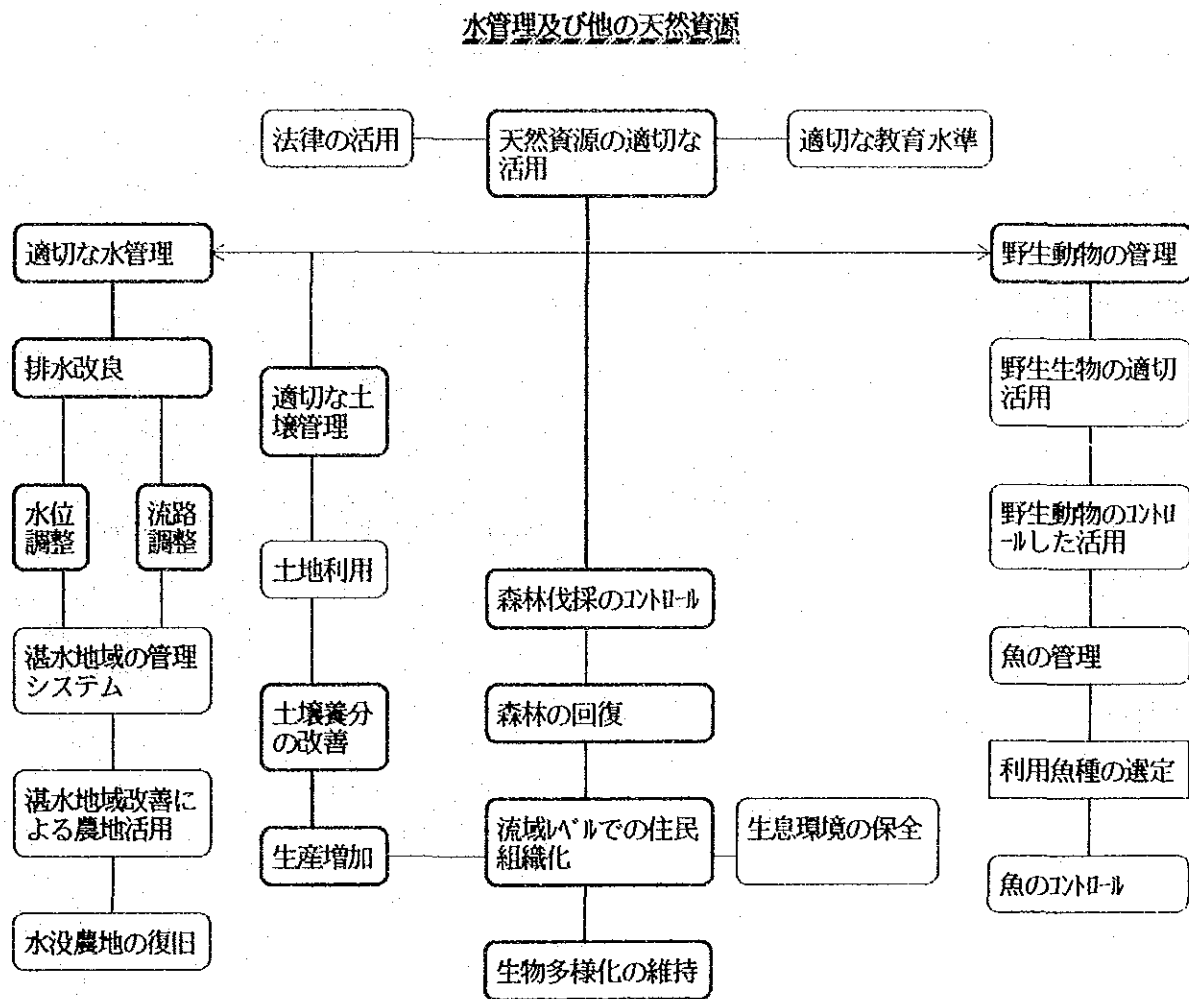 水管理及び他の天然資源
法律の活用
天然資源の適切な
活用
適切な教育水準
適切な水管理
野生動物の管理
排水改良
適切な土
壌管理
野生生物の適切
活用
水位
調整
流路
調整
野生動物のｺﾝﾄﾛ
ｰﾙした活用
土地利用
森林伐採のｺﾝﾄﾛｰﾙ
湛水地域の管理
システム
魚の管理
土壌養分
の改善
森林の回復
利用魚種の選定
湛水地域改善に
よる農地活用
生産増加
流域ﾚﾍﾞﾙでの住民
組織化
生息環境の保全
魚のｺﾝﾄﾛｰﾙ
水没農地の復旧
生物多様化の維持